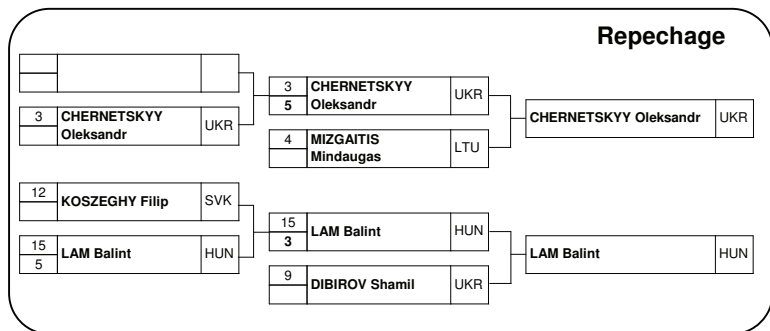 Repechage
3
CHERNETSKYY
Oleksandr
UKR
3
5
CHERNETSKYY
Oleksandr
UKR
4
MIZGAITIS
Mindaugas
LTU
CHERNETSKYY Oleksandr UKR
12
KOSZEGHY Filip SVK
15
5
LAM Balint HUN
15
3
LAM Balint HUN
9
DIBIROV Shamil UKR
LAM Balint HUN